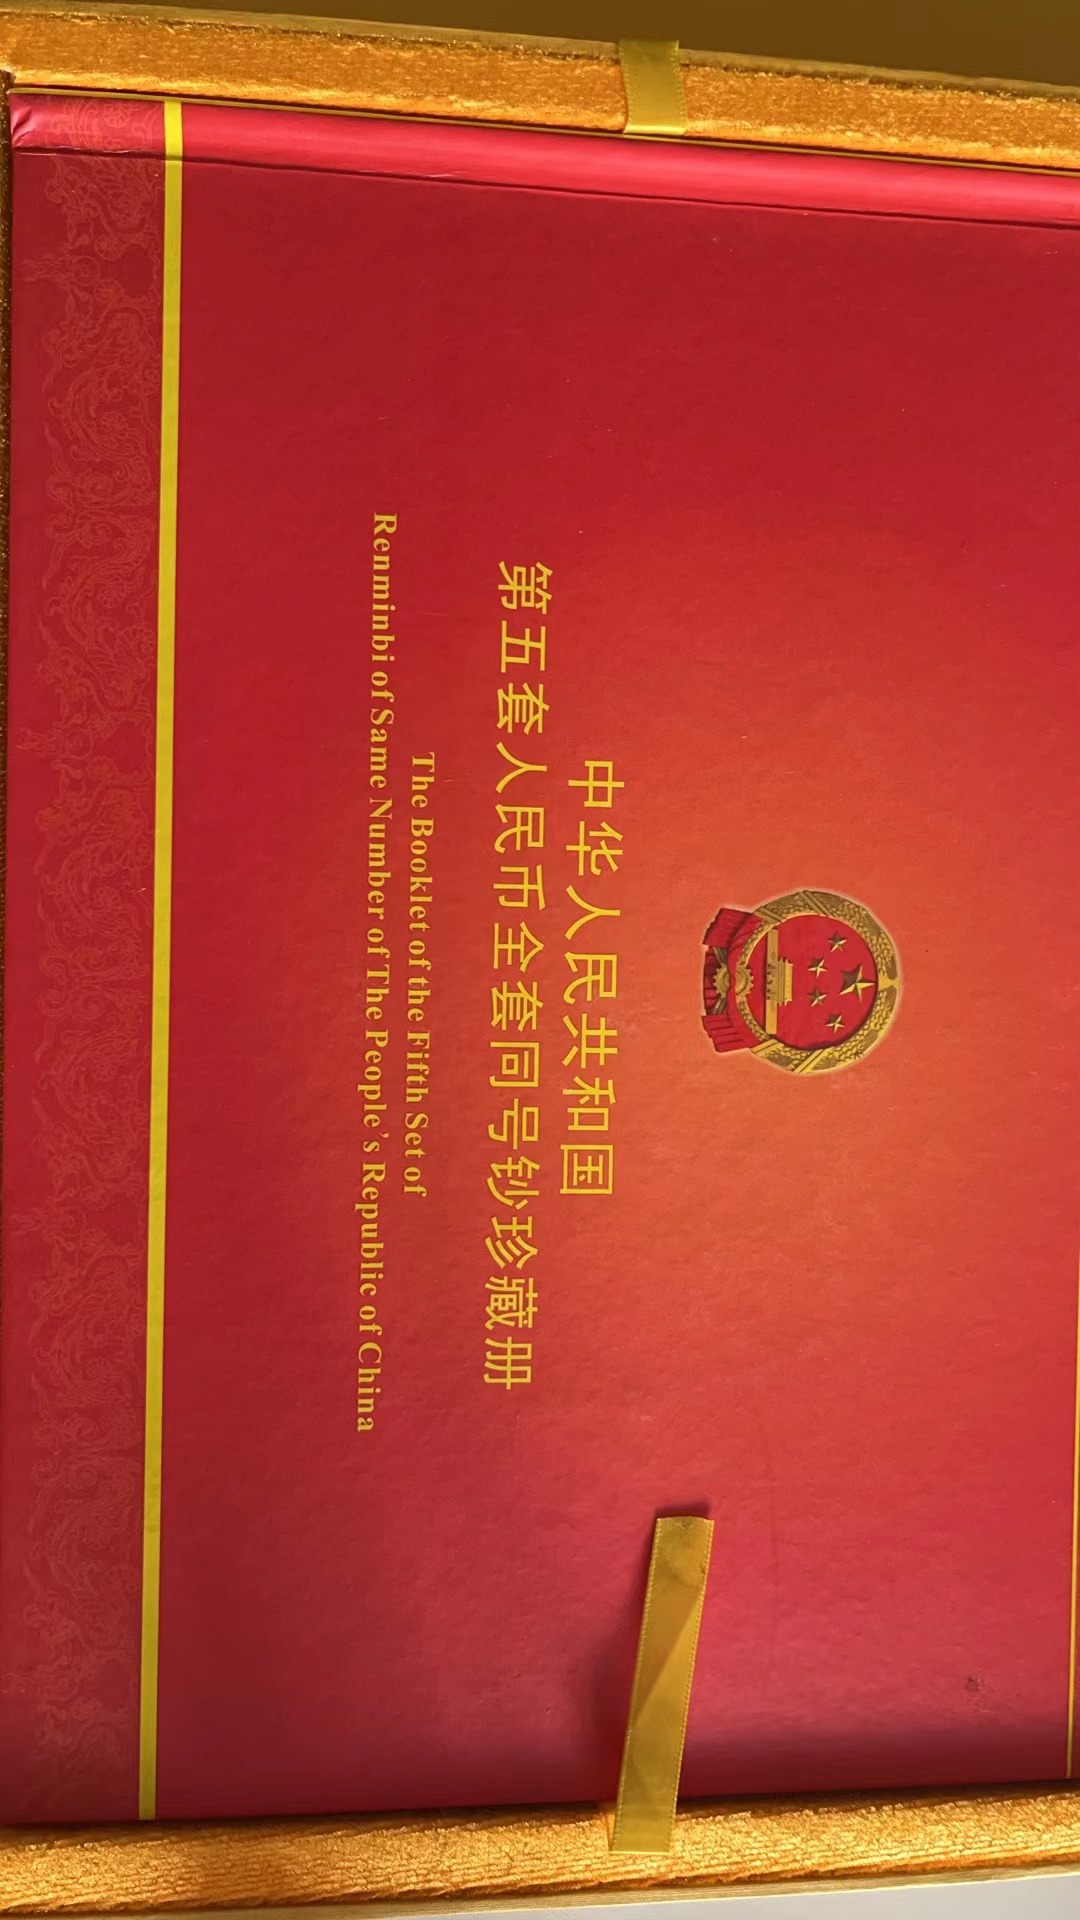 中华人民共和国
第五套人民币全套同号钞珍藏册
The Booklet of the Fifth Set of
Renminbi of Same Number of The People's Republic of China